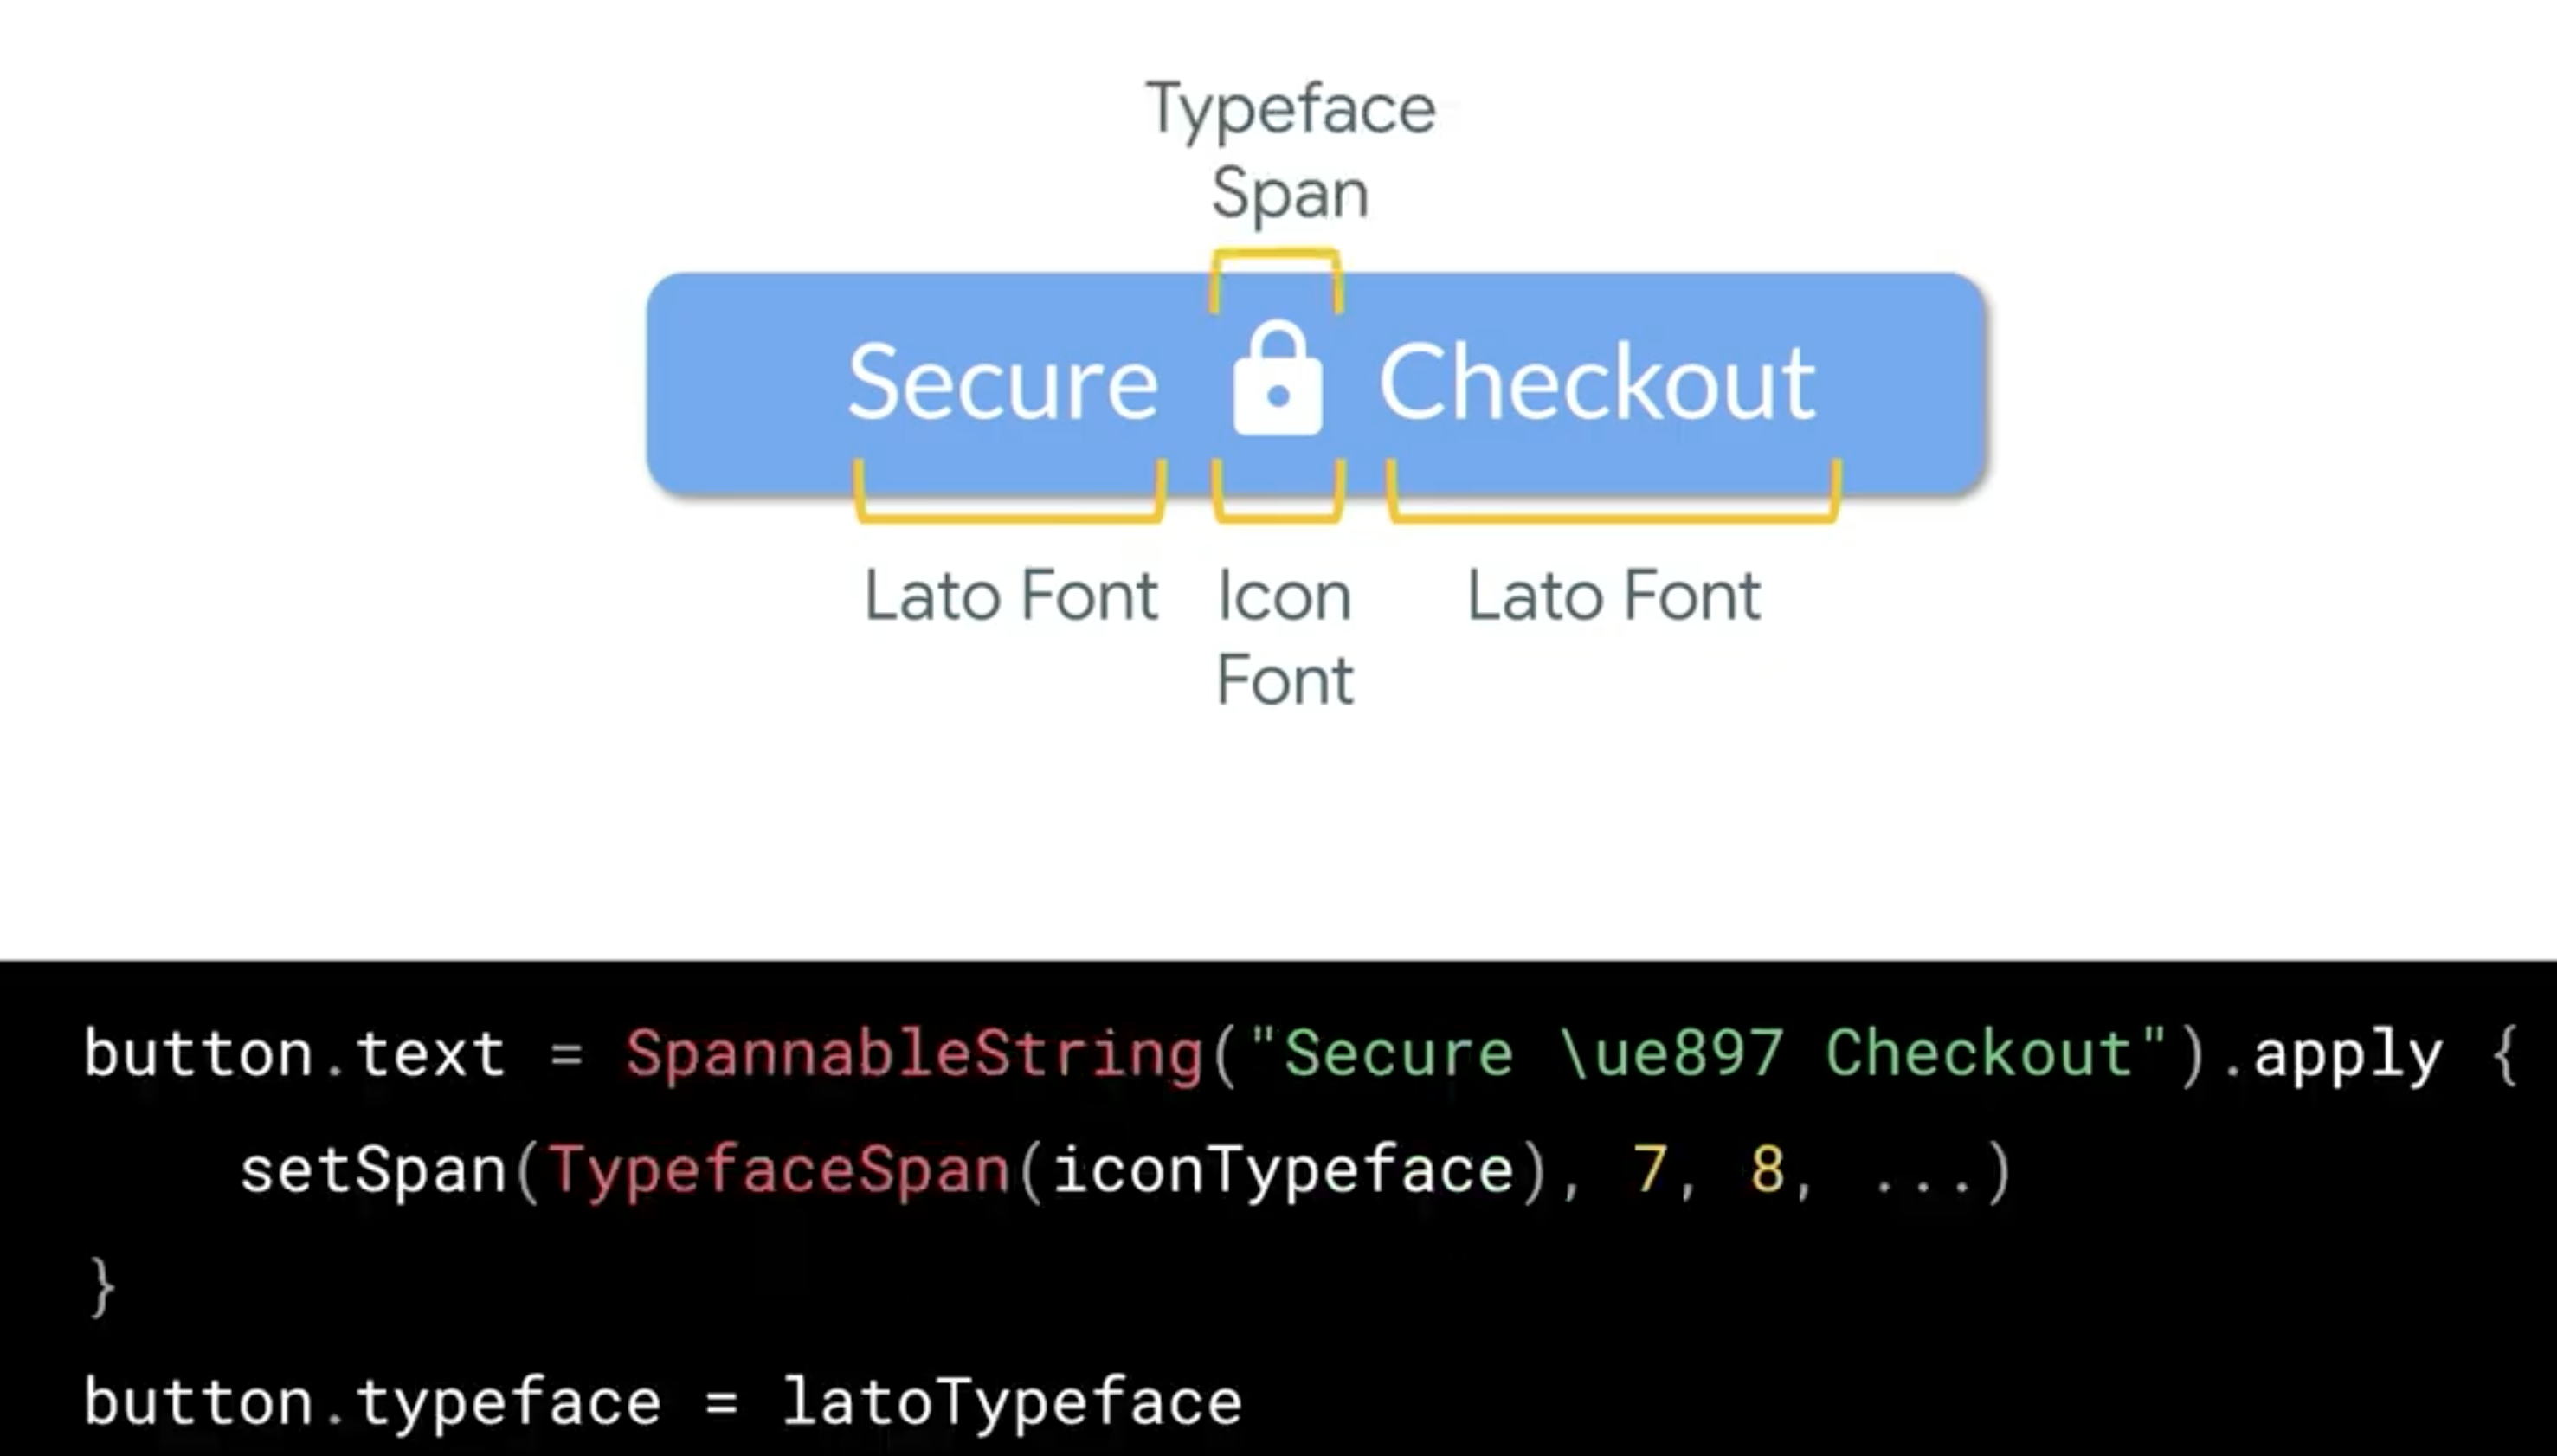 Typeface
Span
Secure Checkout
Lato Font Icon Lato Font
Font
button.text = SpannableString("Secure \ue897 Checkout").apply {
    setSpan(TypefaceSpan(iconTypeface), 7, 8, ...)
}
button.typeface = latoTypeface